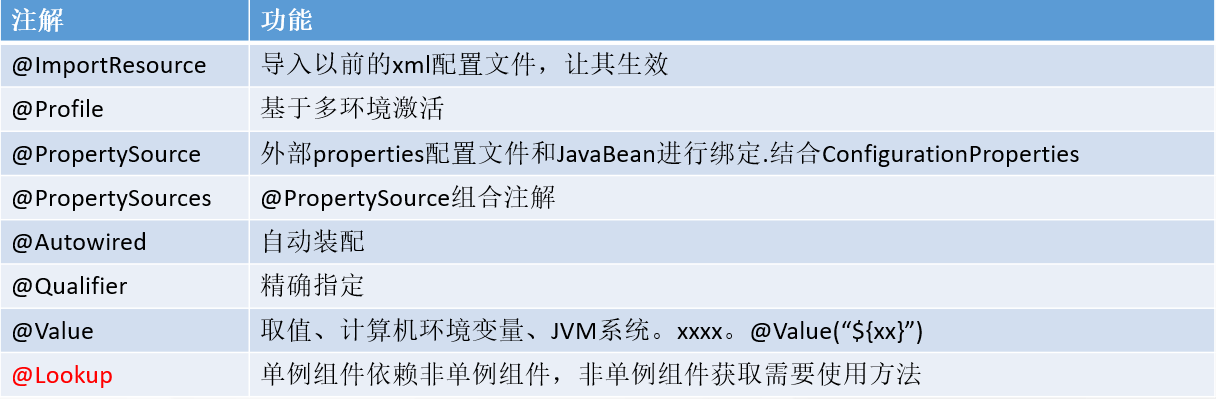 注解 功能
@ImportResource 导入以前的xml配置文件，让其生效
@Profile 基于多环境激活
@PropertySource 外部properties配置文件和JavaBean进行绑定.结合ConfigurationProperties
@PropertySources @PropertySource组合注解
@Autowired 自动装配
@Qualifier 精确指定
@Value 取值、计算机环境变量、JVM系统。xxxx。@Value(“${xx}”)
@Lookup 单例组件依赖非单例组件，非单例组件获取需要使用方法